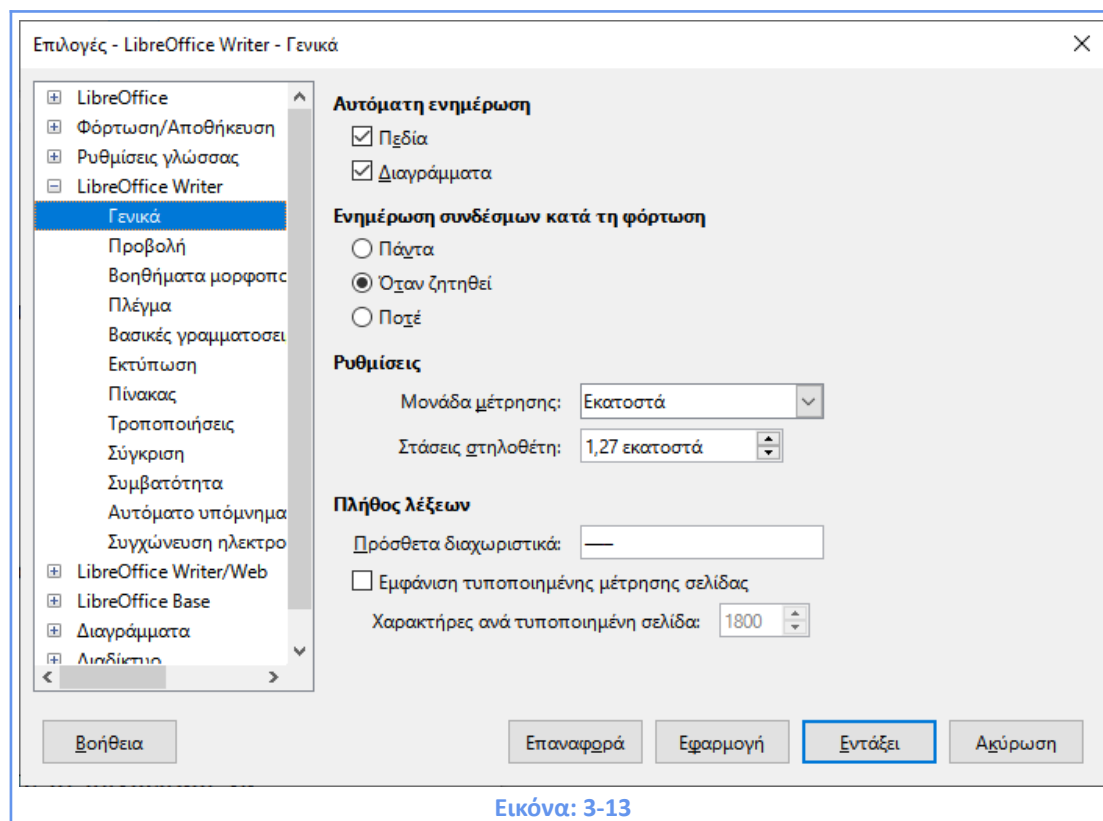 Επιλογές - LibreOffice Writer - Γενικά
LibreOffice
Φόρτωση/Αποθήκευση
Ρυθμίσεις γλώσσας
LibreOffice Writer
Γενικά
Προβολή
Βοηθήματα μορφοπο
Πλέγμα
Βασικές γραμματοσει
Εκτύπωση
Πίνακας
Τροποποιήσεις
Σύγκριση
Συμβατότητα
Αυτόματο υπόμνημα
Συγχώνευση ηλεκτρο
LibreOffice Writer/Web
LibreOffice Base
Διαγράμματα
Διαδίκτυο
Αυτόματη ενημέρωση
Πεδία
Διαγράμματα
Ενημέρωση συνδέσμων κατά τη φόρτωση
Πάντα
Όταν ζητηθεί
Ποτέ
Ρυθμίσεις
Μονάδα μέτρησης: Εκατοστά
Στάσεις στηλοθέτη: 1,27 εκατοστά
Πλήθος λέξεων
Πρόσθετα διαχωριστικά: —–
Εμφάνιση τυποποιημένης μέτρησης σελίδας
Χαρακτήρες ανά τυποποιημένη σελίδα: 1800
Βοήθεια Επαναφορά Εφαρμογή Εντάξει Ακύρωση
Εικόνα: 3-13